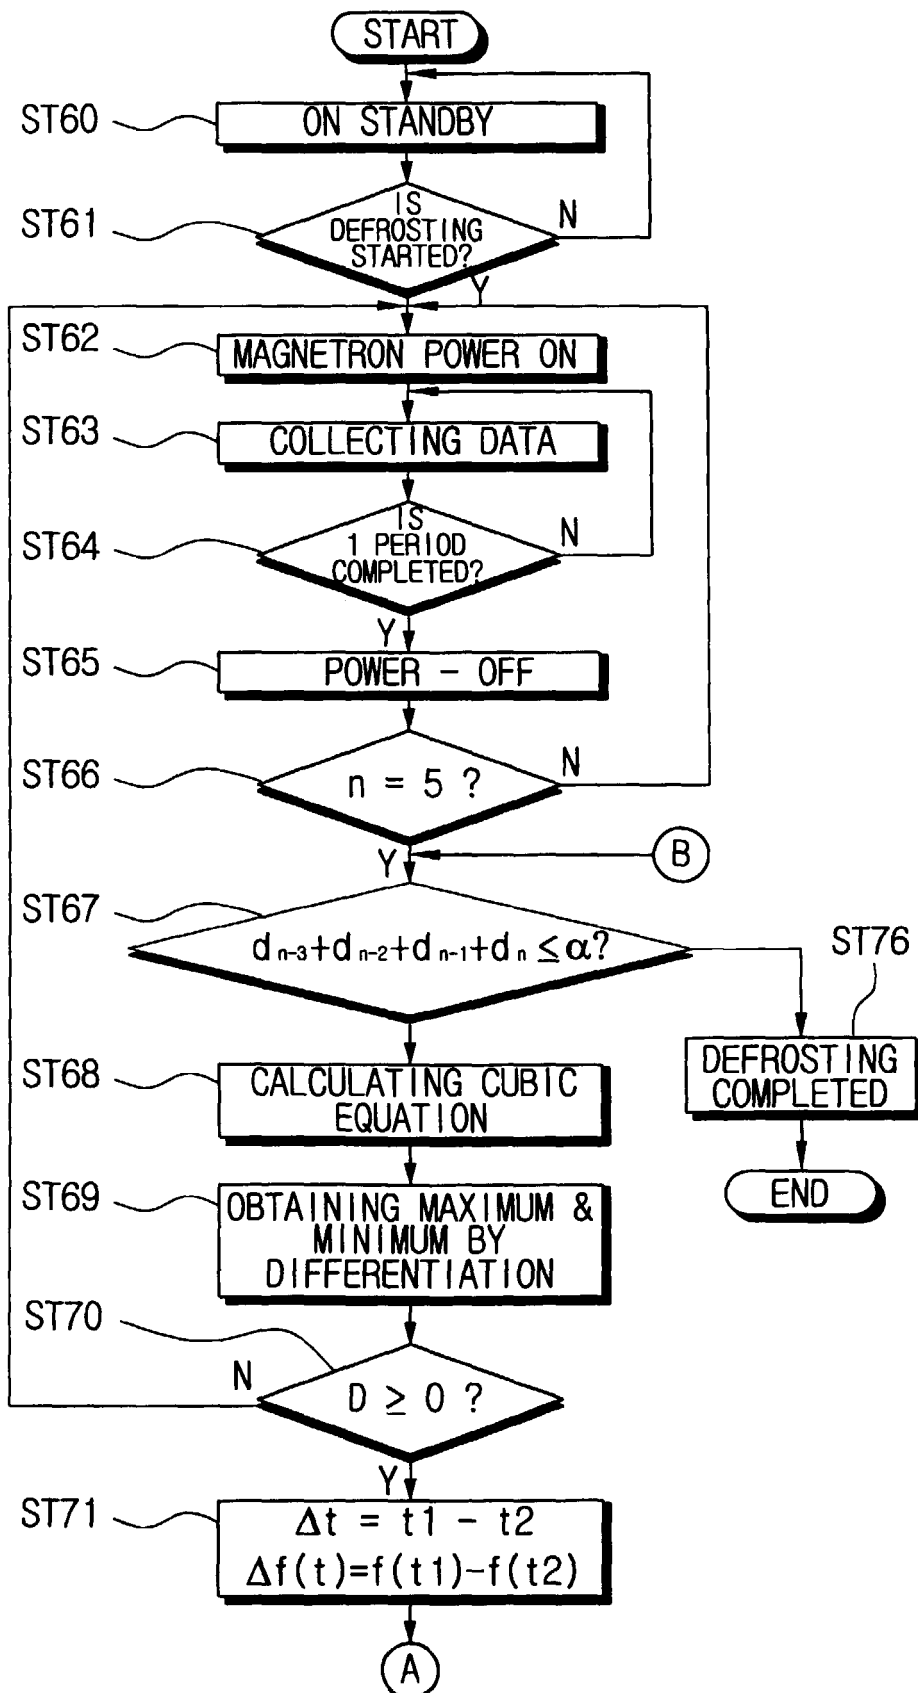 START
ST60
ON STANDBY
ST61
IS
DEFROSTING
STARTED?
N
Y
ST62
MAGNETRON POWER ON
ST63
COLLECTING DATA
ST64
IS
1 PERIOD
COMPLETED?
N
Y
ST65
POWER – OFF
ST66
n = 5 ?
N
Y
B
ST67
dn-3+dn-2+dn-1+dn ≤ α?
ST76
DEFROSTING
COMPLETED
END
ST68
CALCULATING CUBIC
EQUATION
ST69
OBTAINING MAXIMUM &
MINIMUM BY
DIFFERENTIATION
ST70
N
D ≥ 0 ?
Y
ST71
Δt = t1 - t2
Δf(t)=f(t1)-f(t2)
A